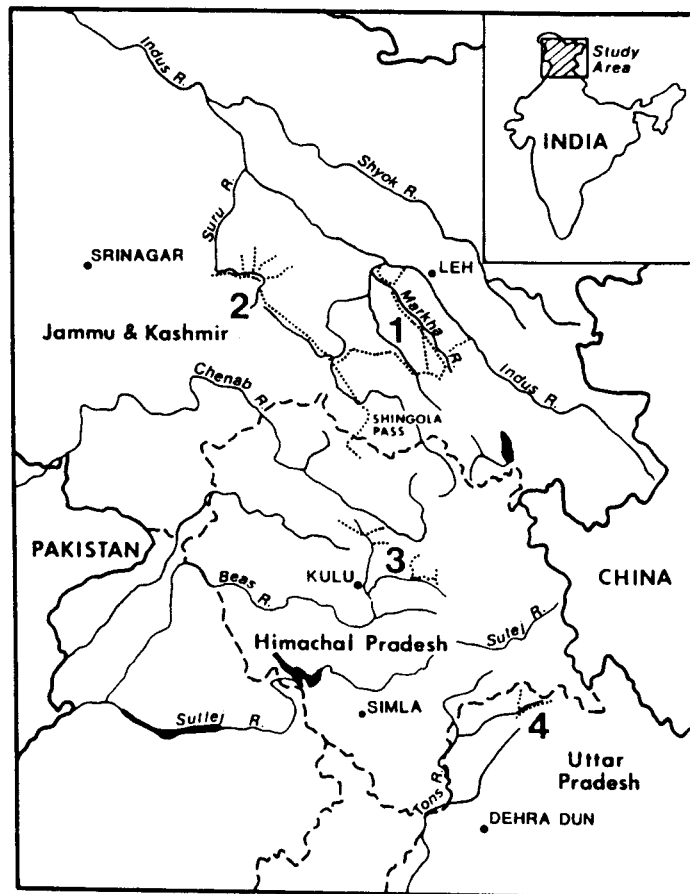 Indus R.
Study
Area
INDIA
Shyok R.
Suru R.
SRINAGAR
LEH
2
Markha R.
1
Jammu & Kashmir
Indus R.
Chenab R.
SHINGOLA
PASS
PAKISTAN
3
KULU
CHINA
Beas R.
Sutlej R.
Himachal Pradesh
SIMLA
Sutlej R.
4
Uttar
Pradesh
Tons R.
DEHRA DUN